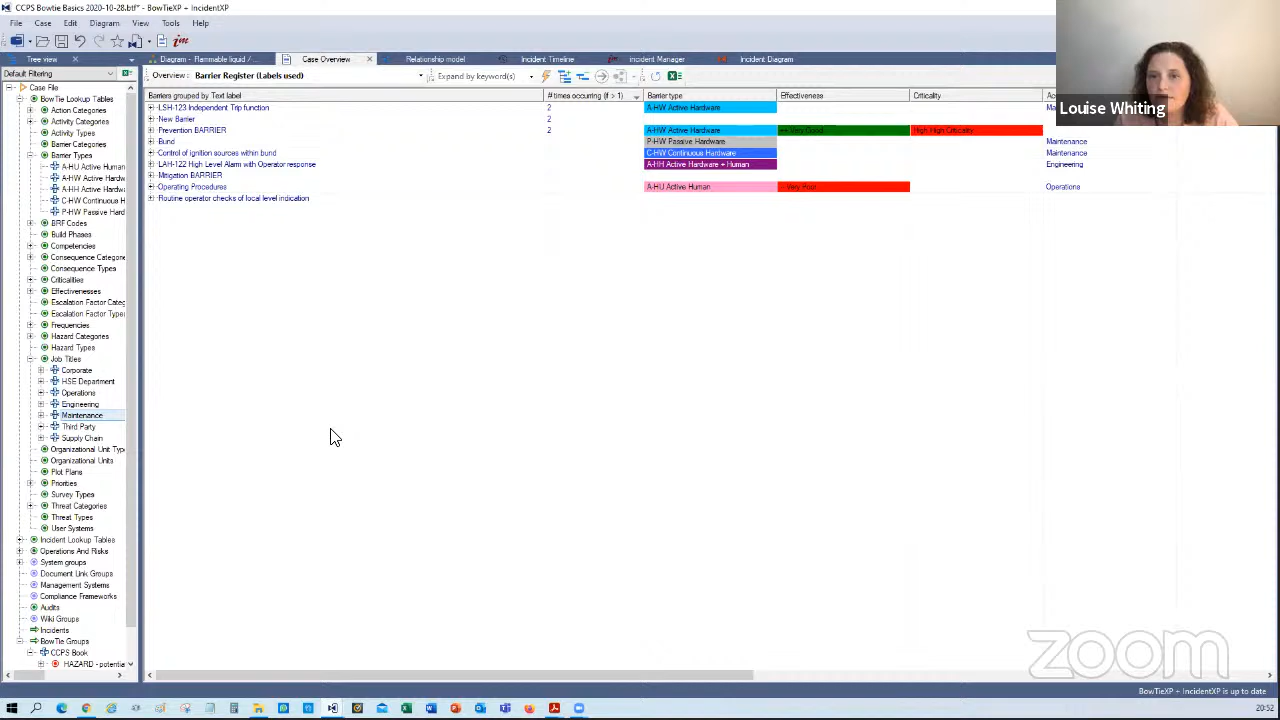 CCPS Bowtie Basics 2020-10-28.btf* - BowTieXP + IncidentXP
File Case Edit Diagram View Tools Help
Tree view
Diagram - Flammable liquid / ...
Case Overview
Relationship model
Incident Timeline
Incident Manager
Incident Diagram
Default Filtering
Overview: Barrier Register (Labels used)
Expand by keyword(s)
Barriers grouped by Text label # times occurring (if > 1) Barrier type Effectiveness Criticality
LSH-123 Independent Trip function 2 A-HW Active Hardware
New Barrier 2
Prevention BARRIER 2 A-HW Active Hardware ++ Very Good High High Criticality
Bund P-HW Passive Hardware Maintenance
Control of ignition sources within bund C-HW Continuous Hardware Maintenance
LAH-122 High Level Alarm with Operator response A-HH Active Hardware + Human Engineering
Mitigation BARRIER
Operating Procedures A-HU Active Human -- Very Poor Operations
Routine operator checks of local level indication
Case File
BowTie Lookup Tables
Action Categories
Activity Categories
Activity Types
Barrier Categories
Barrier Types
A-HU Active Human
A-HW Active Hardw
A-HH Active Hardw
C-HW Continuous H
P-HW Passive Hard
BRF Codes
Build Phases
Competencies
Consequence Categorie
Consequence Types
Criticalities
Effectivenesses
Escalation Factor Categ
Escalation Factor Types
Frequencies
Hazard Categories
Hazard Types
Job Titles
Corporate
HSE Department
Operations
Engineering
Maintenance
Third Party
Supply Chain
Organizational Unit Typ
Organizational Units
Plot Plans
Priorities
Survey Types
Threat Categories
Threat Types
User Systems
Incident Lookup Tables
Operations And Risks
System groups
Document Link Groups
Management Systems
Compliance Frameworks
Audits
Wiki Groups
Incidents
BowTie Groups
CCPS Book
HAZARD - potentia
Louise Whiting
zoom
BowTieXP + IncidentXP is up to date
20:52